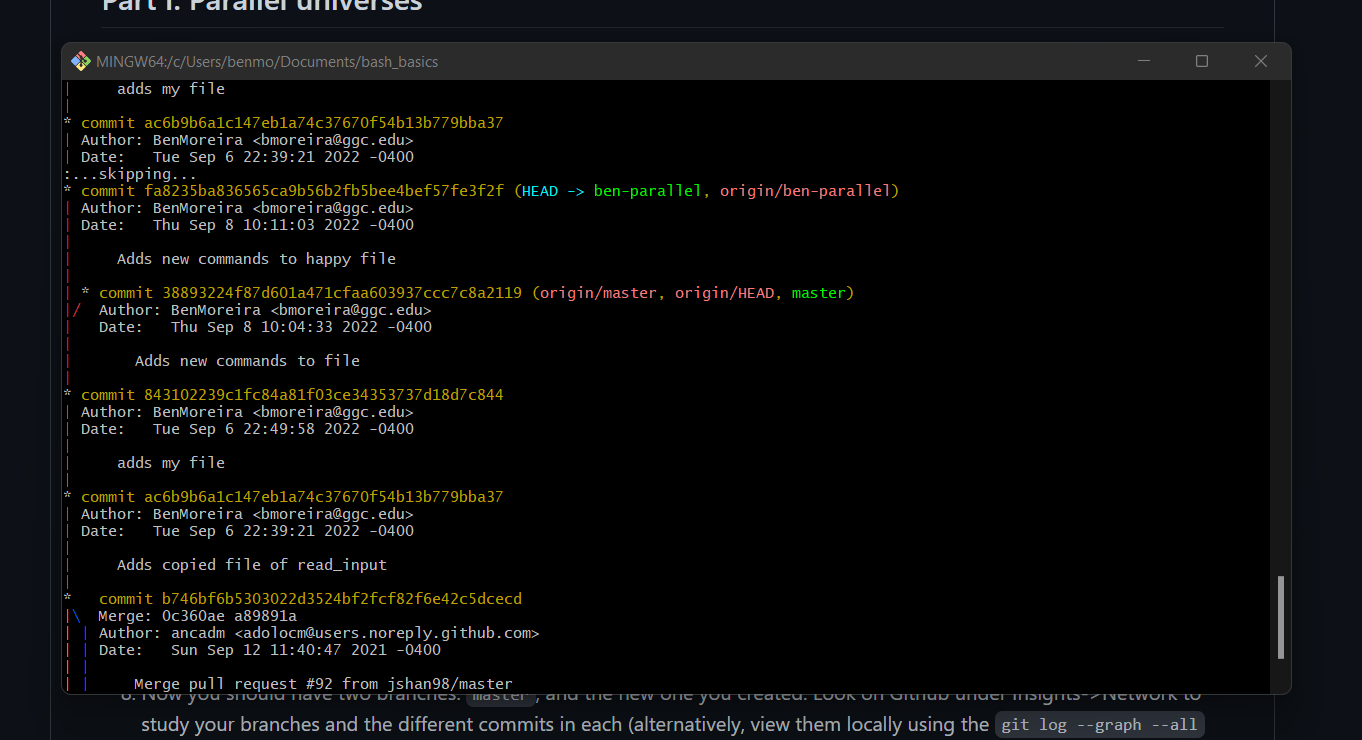 Part 1: Parallel universes
MINGW64:/c/Users/benmo/Documents/bash_basics
| adds my file
|
* commit ac6b9b6a1c147eb1a74c37670f54b13b779bba37
| Author: BenMoreira <bmoreira@ggc.edu>
| Date:   Tue Sep 6 22:39:21 2022 -0400
:...skipping...
* commit fa8235ba836565ca9b56b2fb5bee4bef57fe3f2f (HEAD -> ben-parallel, origin/ben-parallel)
| Author: BenMoreira <bmoreira@ggc.edu>
| Date:   Thu Sep 8 10:11:03 2022 -0400
|
|     Adds new commands to happy file
|
| * commit 38893224f87d601a471cfaa603937ccc7c8a2119 (origin/master, origin/HEAD, master)
|/  Author: BenMoreira <bmoreira@ggc.edu>
|   Date:   Thu Sep 8 10:04:33 2022 -0400
|
|       Adds new commands to file
|
* commit 843102239c1fc84a81f03ce34353737d18d7c844
| Author: BenMoreira <bmoreira@ggc.edu>
| Date:   Tue Sep 6 22:49:58 2022 -0400
|
|     adds my file
|
* commit ac6b9b6a1c147eb1a74c37670f54b13b779bba37
| Author: BenMoreira <bmoreira@ggc.edu>
| Date:   Tue Sep 6 22:39:21 2022 -0400
|
|     Adds copied file of read_input
|
*   commit b746bf6b5303022d3524bf2fcf82f6e42c5dcecd
|\  Merge: 0c360ae a89891a
| | Author: ancadm <adolocm@users.noreply.github.com>
| | Date:   Sun Sep 12 11:40:47 2021 -0400
| |
| |     Merge pull request #92 from jshan98/master
8. Now you should have two branches: master, and the new one you created. Look on Github under Insights->Network to
study your branches and the different commits in each (alternatively, view them locally using the git log --graph --all